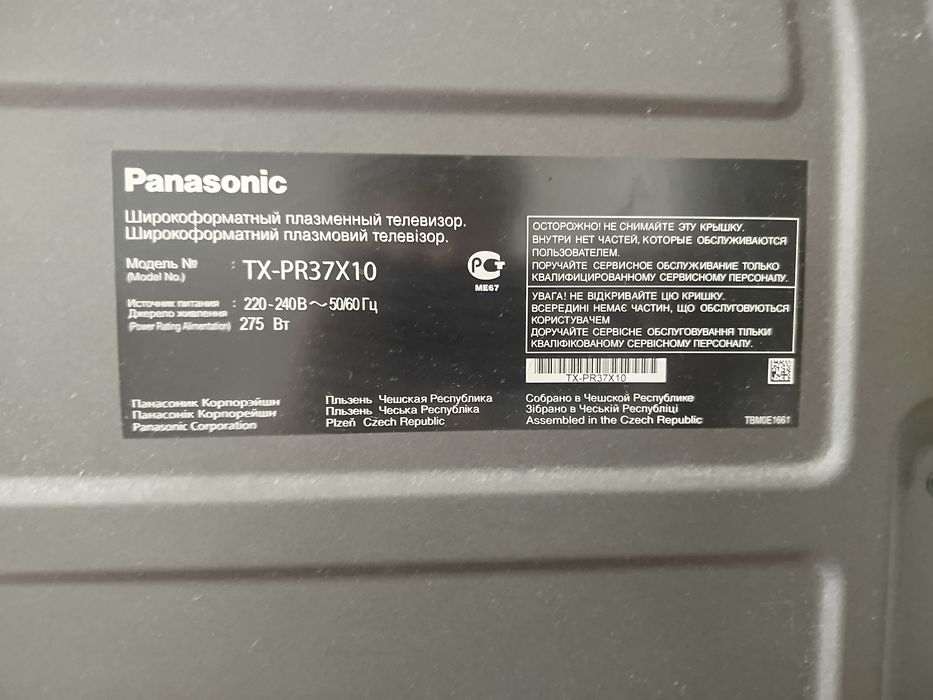 Panasonic
Широкоформатный плазменный телевизор.
Широкоформатний плазмовий телевізор.
Модель № : TX-PR37X10
(Model No.)
Источник питания : 220-240В ~ 50/60 Гц
Джерело живлення
(Power Rating Alimentation) 275 Вт
РСТ
ME67
ОСТОРОЖНО! НЕ СНИМАЙТЕ ЭТУ КРЫШКУ.
ВНУТРИ НЕТ ЧАСТЕЙ, КОТОРЫЕ ОБСЛУЖИВАЮТСЯ
ПОЛЬЗОВАТЕЛЕМ.
ПОРУЧАЙТЕ СЕРВИСНОЕ ОБСЛУЖИВАНИЕ ТОЛЬКО
КВАЛИФИЦИРОВАННОМУ СЕРВИСНОМУ ПЕРСОНАЛУ.
УВАГА! НЕ ВІДКРИВАЙТЕ ЦЮ КРИШКУ.
ВСЕРЕДИНІ НЕМАЄ ЧАСТИН, ЩО ОБСЛУГОВУЮТЬСЯ
КОРИСТУВАЧЕМ
ДОРУЧАЙТЕ СЕРВІСНЕ ОБСЛУГОВУВАННЯ ТІЛЬКИ
КВАЛІФІКОВАНОМУ СЕРВІСНОМУ ПЕРСОНАЛУ.
TX-PR37X10
Панасоник Корпорэйшн
Панасонік Корпорейшн
Panasonic Corporation
Пльзень Чешская Республика
Пльзень Чеська Республіка
Plzeň Czech Republic
Собрано в Чешской Республике
Зібрано в Чеській Республіці
Assembled in the Czech Republic
TBM0E1661